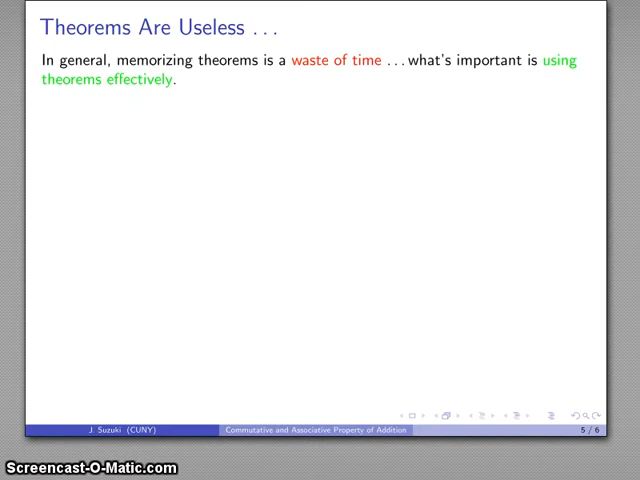 Theorems Are Useless . . .
In general, memorizing theorems is a waste of time . . . what's important is using
theorems effectively.
J. Suzuki (CUNY)
Commutative and Associative Property of Addition
5 / 6
Screencast-O-Matic.com